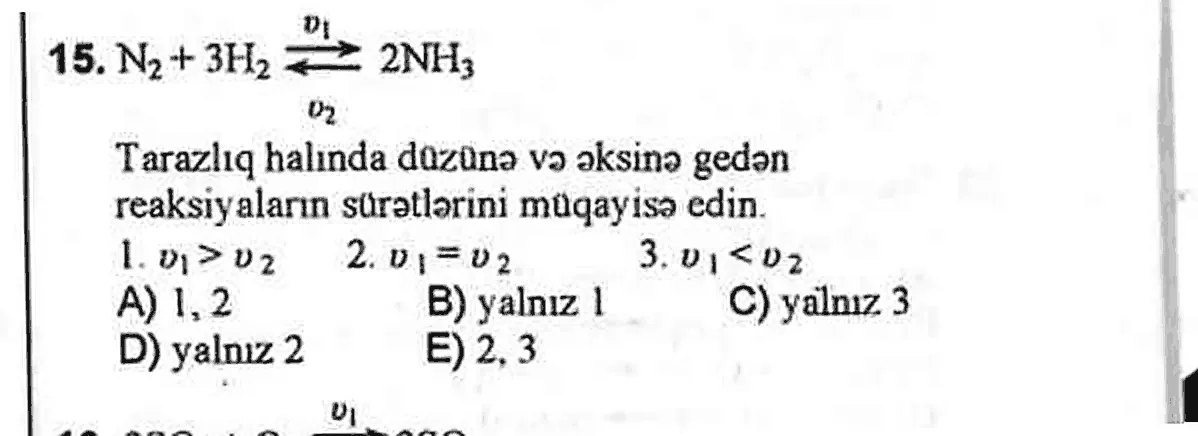 υ₁
15. N₂ + 3H₂ ⇄ 2NH₃
υ₂
Tarazlıq halında düzünə və əksinə gedən
reaksiyaların sürətlərini müqayisə edin.
1. υ₁ > υ₂ 2. υ₁ = υ₂ 3. υ₁ < υ₂
A) 1, 2 B) yalnız 1 C) yalnız 3
D) yalnız 2 E) 2, 3
υ₁